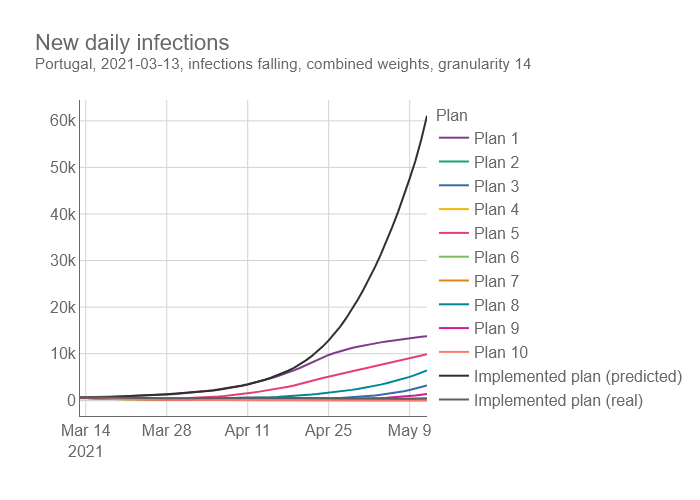 New daily infections
Portugal, 2021-03-13, infections falling, combined weights, granularity 14
60k
50k
40k
30k
20k
10k
0
Mar 14
2021
Mar 28
Apr 11
Apr 25
May 9
Plan
Plan 1
Plan 2
Plan 3
Plan 4
Plan 5
Plan 6
Plan 7
Plan 8
Plan 9
Plan 10
Implemented plan (predicted)
Implemented plan (real)